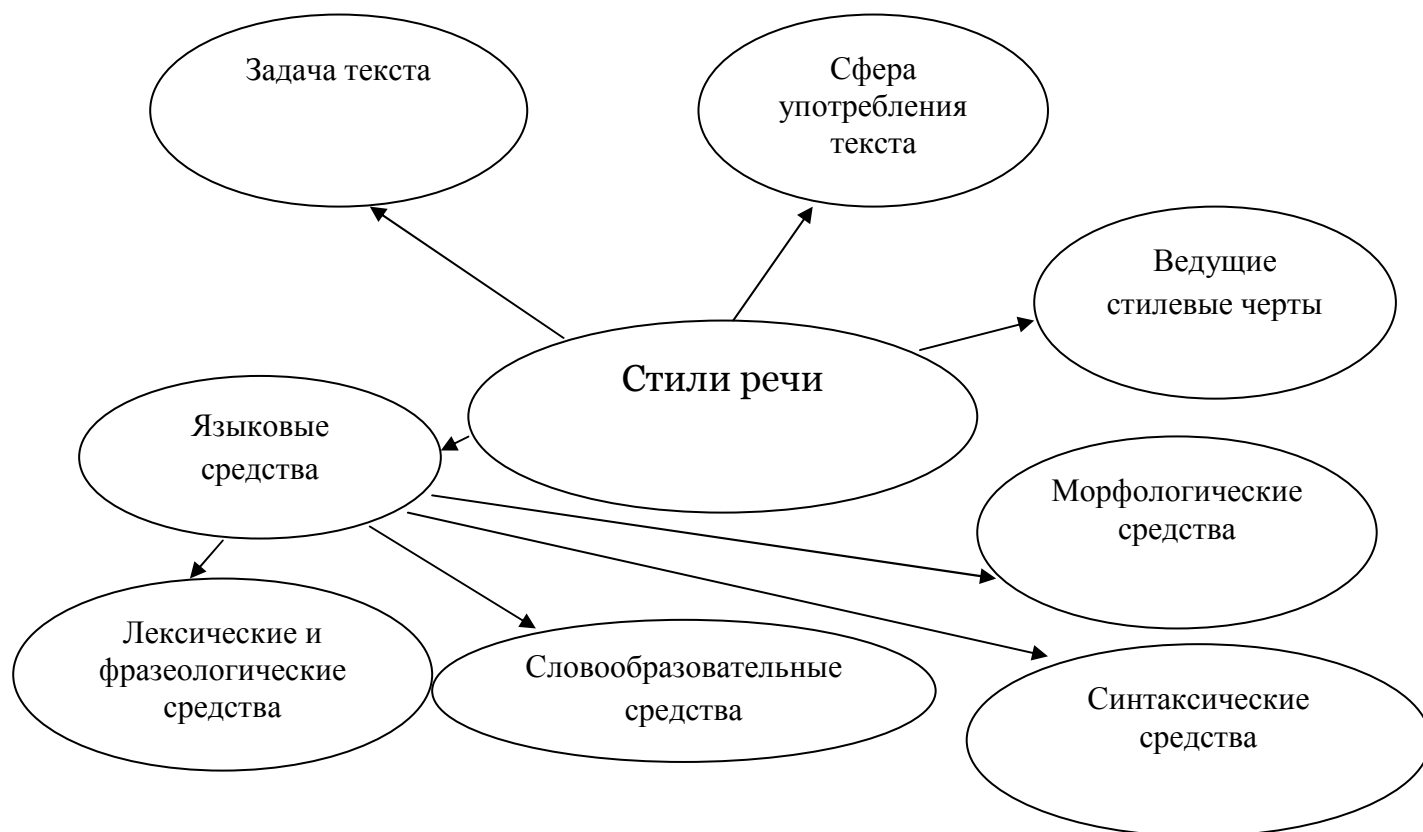 Задача текста
Сфера
употребления
текста
Ведущие
стилевые черты
Стили речи
Языковые
средства
Морфологические
средства
Лексические и
фразеологические
средства
Словообразовательные
средства
Синтаксические
средства